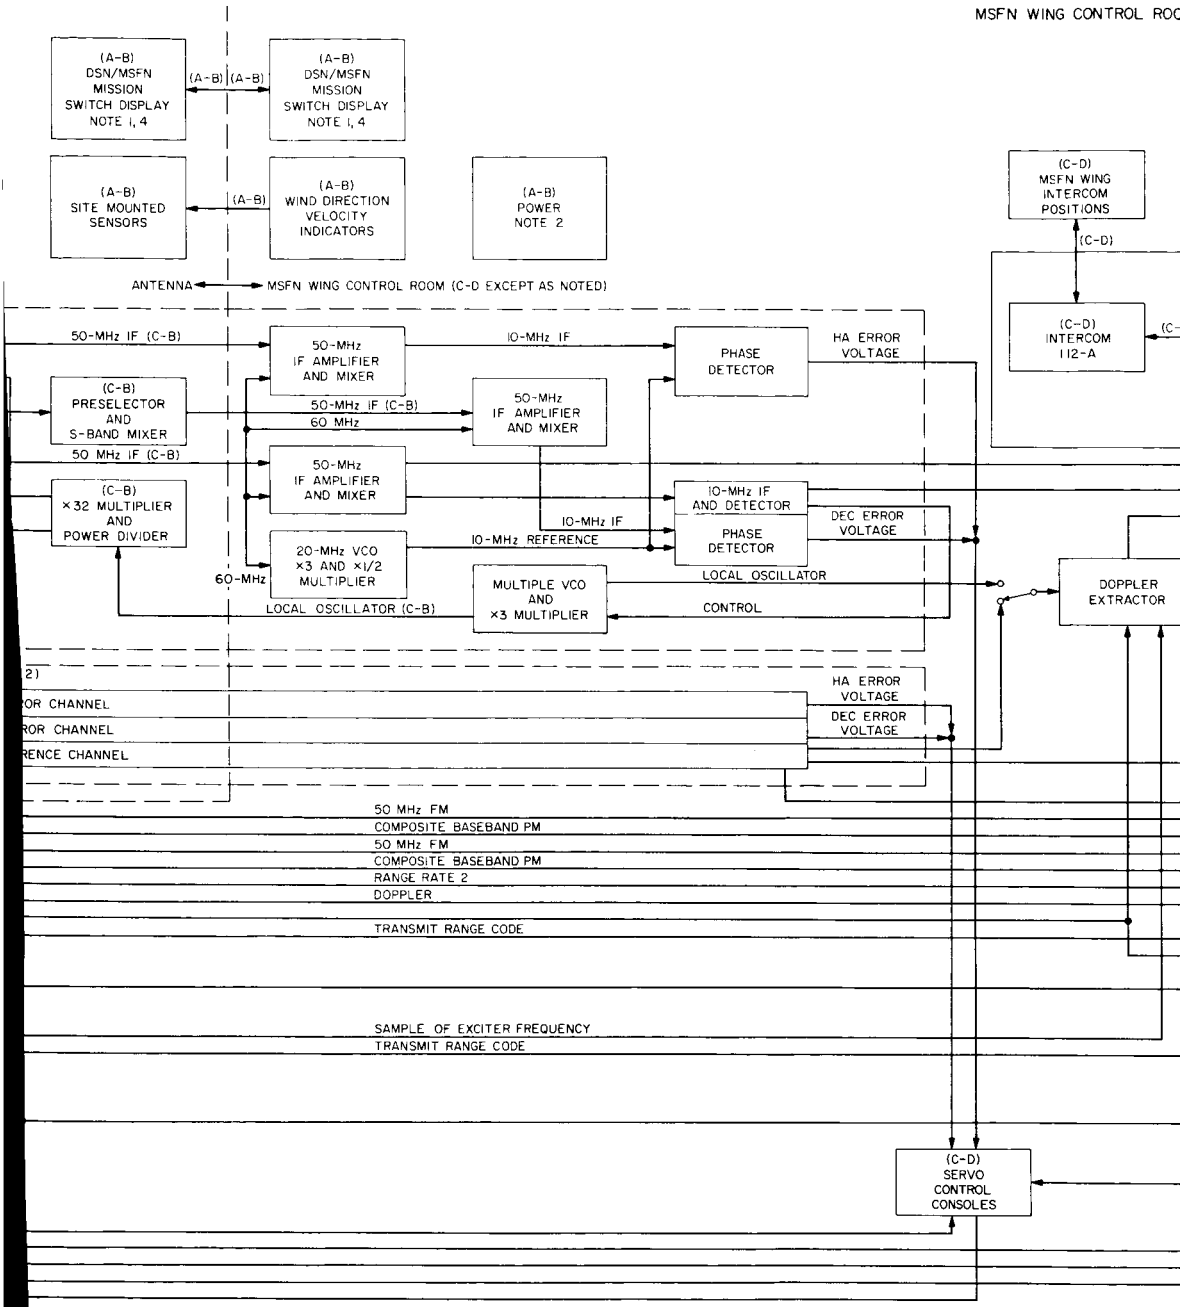 MSFN WING CONTROL
(A-B)
DSN/MSFN
MISSION
SWITCH DISPLAY
NOTE 1, 4
(A-B)
(A-B)
(A-B)
DSN/MSFN
MISSION
SWITCH DISPLAY
NOTE 1, 4
(A-B)
SITE MOUNTED
SENSORS
(A-B)
(A-B)
WIND DIRECTION
VELOCITY
INDICATORS
(A-B)
POWER
NOTE 2
(C-D)
MSFN WING
INTERCOM
POSITIONS
(C-D)
ANTENNA
MSFN WING CONTROL ROOM (C-D EXCEPT AS NOTED)
(C-D)
INTERCOM
112-A
50-MHz IF (C-B)
50-MHz
IF AMPLIFIER
AND MIXER
10-MHz IF
PHASE
DETECTOR
HA ERROR
VOLTAGE
(C-B)
PRESELECTOR
AND
S-BAND MIXER
50-MHz IF (C-B)
60 MHz
50-MHz
IF AMPLIFIER
AND MIXER
50 MHz IF (C-B)
50-MHz
IF AMPLIFIER
AND MIXER
(C-B)
×32 MULTIPLIER
AND
POWER DIVIDER
10-MHz IF
AND DETECTOR
10-MHz IF
PHASE
DETECTOR
DEC ERROR
VOLTAGE
60-MHz
20-MHz VCO
×3 AND ×1/2
MULTIPLIER
10-MHz REFERENCE
MULTIPLE VCO
AND
×3 MULTIPLIER
LOCAL OSCILLATOR
LOCAL OSCILLATOR (C-B)
CONTROL
DOPPLER
EXTRACTOR
2)
HA ERROR
VOLTAGE
OR CHANNEL
DEC ERROR
VOLTAGE
ROR CHANNEL
RENCE CHANNEL
50 MHz FM
COMPOSITE BASEBAND PM
50 MHz FM
COMPOSITE BASEBAND PM
RANGE RATE 2
DOPPLER
TRANSMIT RANGE CODE
SAMPLE OF EXCITER FREQUENCY
TRANSMIT RANGE CODE
(C-D)
SERVO
CONTROL
CONSOLES